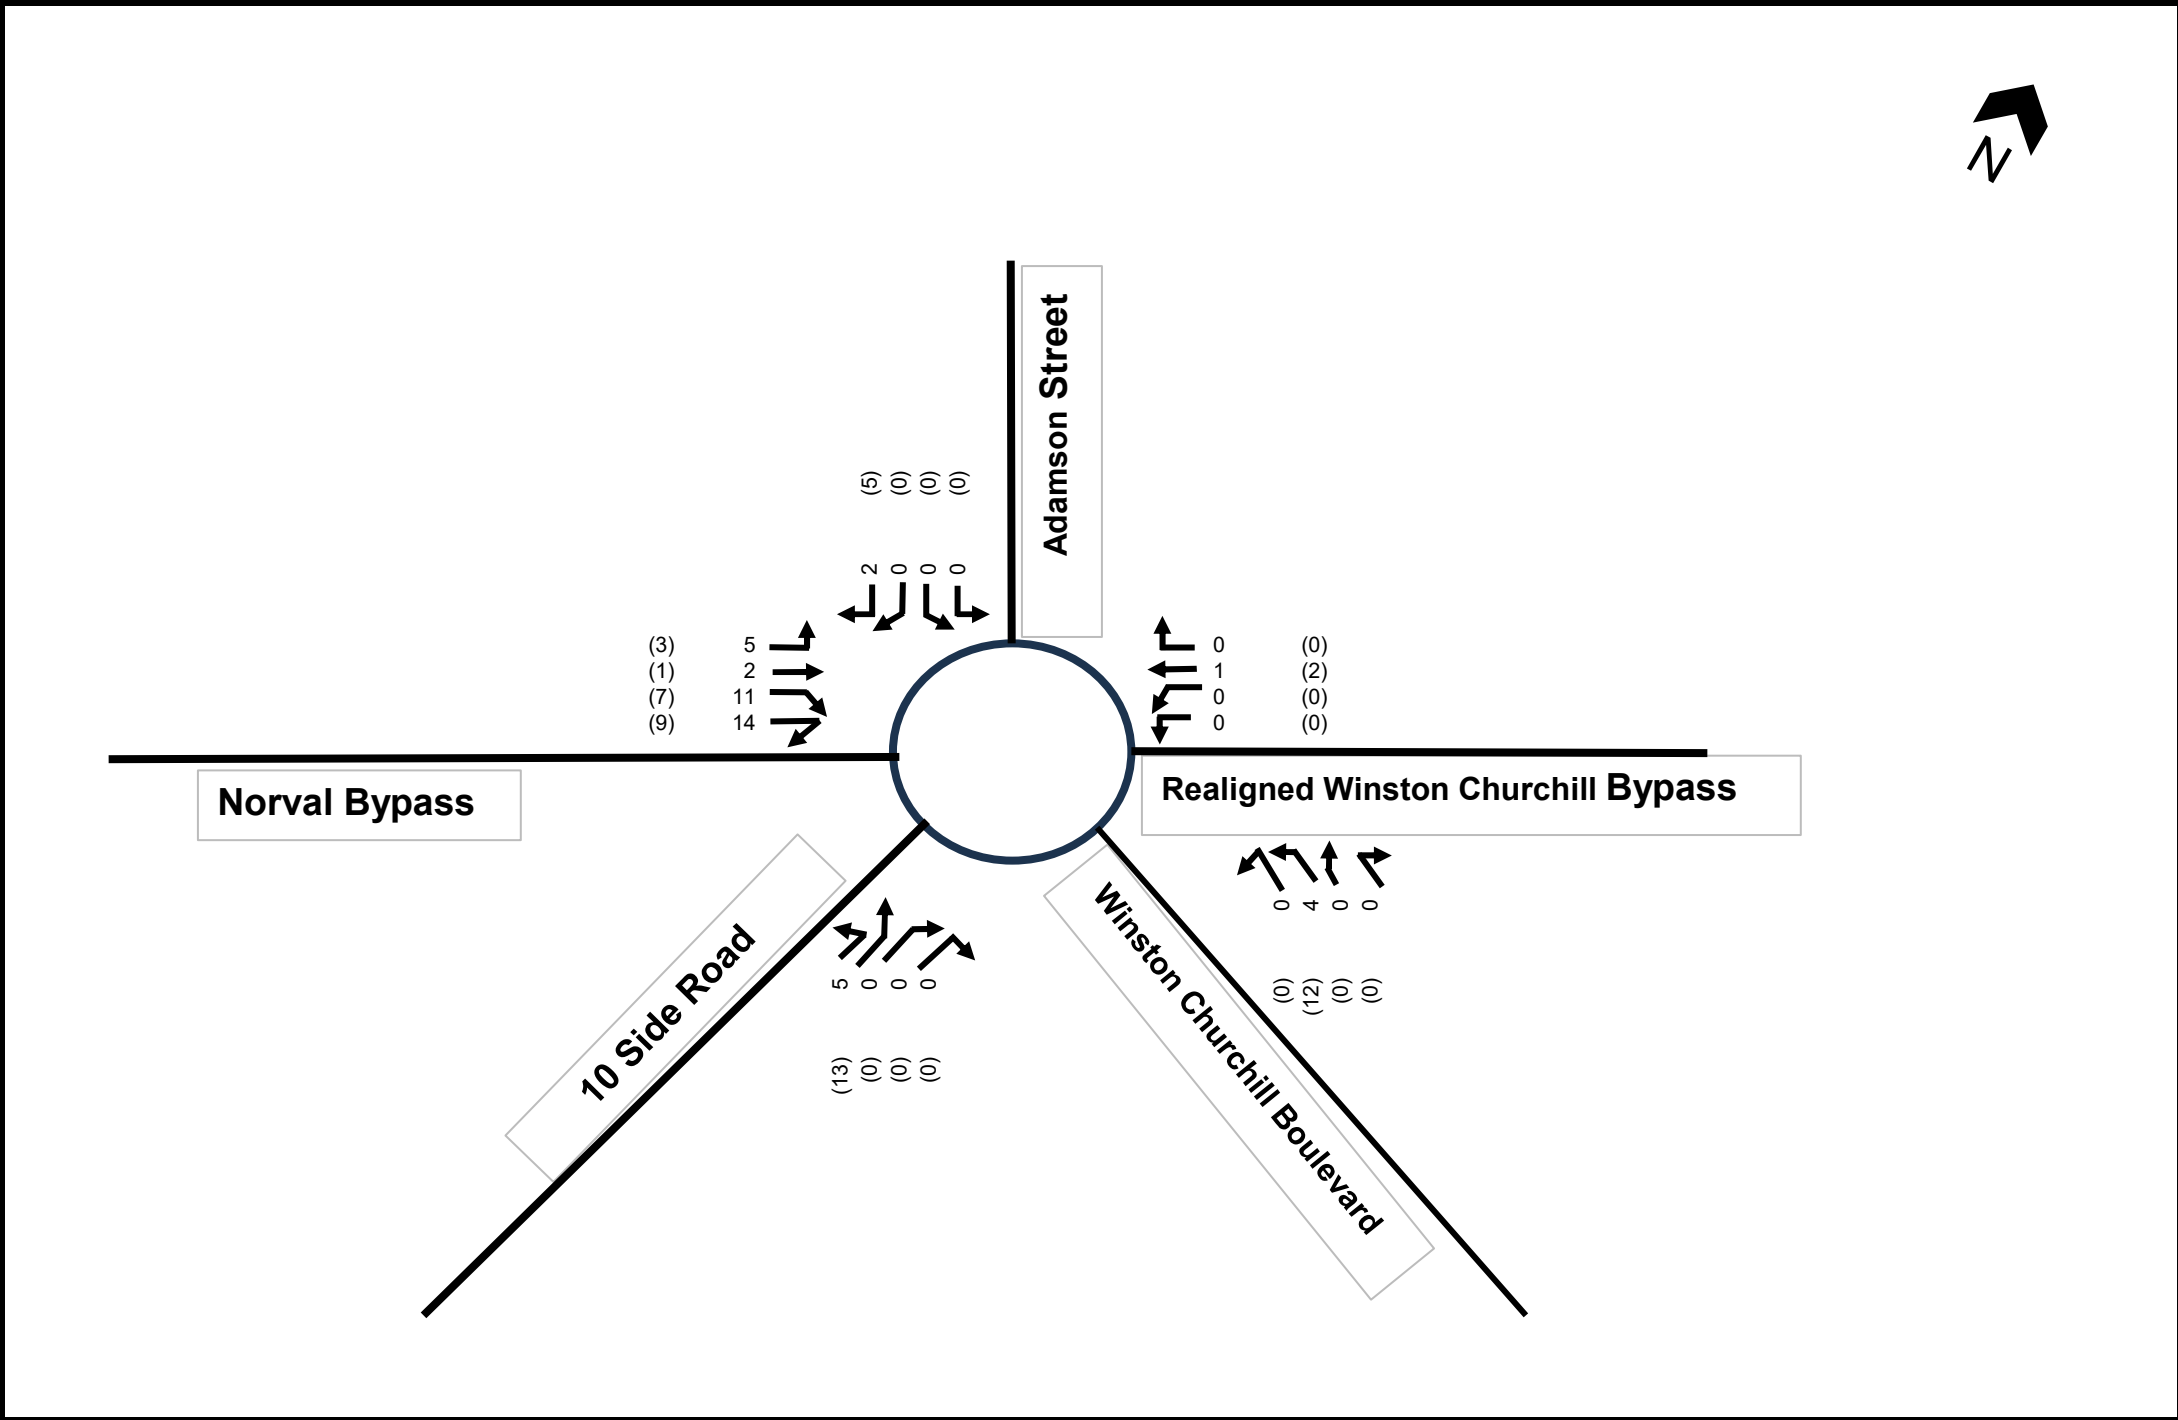 N
Adamson Street
(5) (0) (0) (0)
2 0 0 0
(3) 5
(1) 2
(7) 11
(9) 14
0 (0)
1 (2)
0 (0)
0 (0)
Norval Bypass
Realigned Winston Churchill Bypass
10 Side Road
5 0 0 0
(13) (0) (0) (0)
Winston Churchill Boulevard
0 4 0 0
(0) (12) (0) (0)